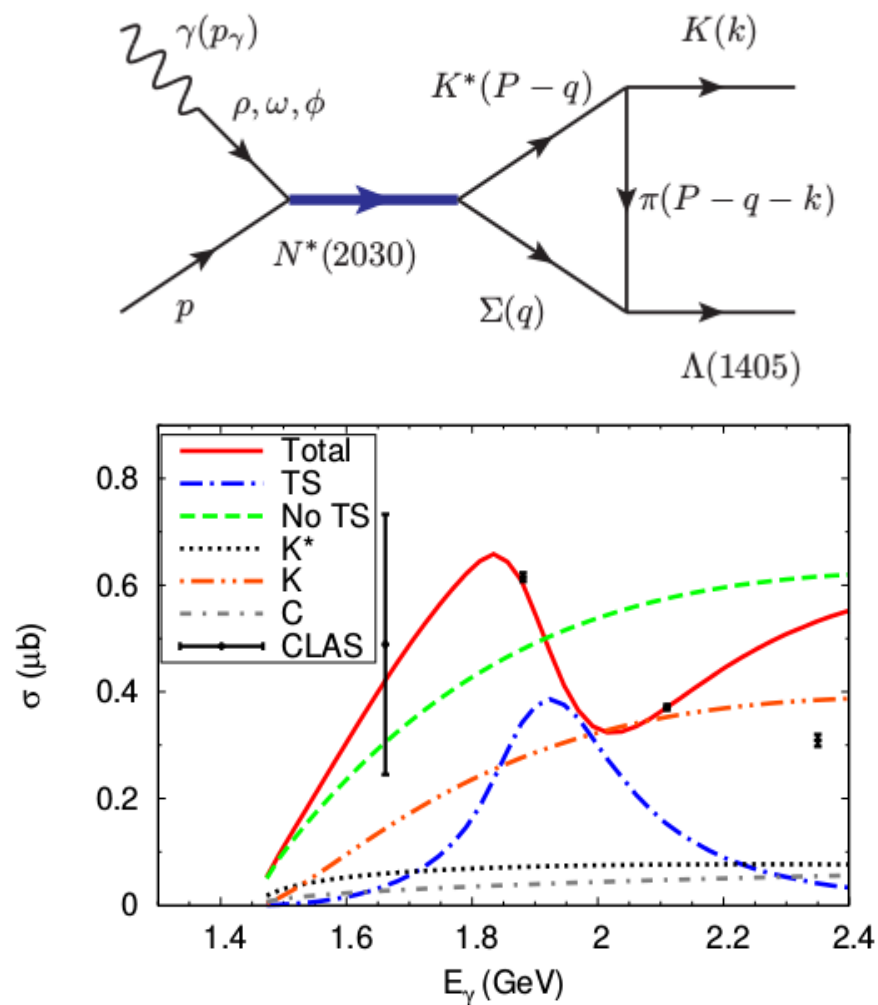 γ(p_γ)
K(k)
K*(P − q)
ρ, ω, ϕ
π(P − q − k)
N*(2030)
p
Σ(q)
Λ(1405)
Total
TS
No TS
K*
K
C
CLAS
0.8
0.6
0.4
0.2
0
σ (μb)
1.4 1.6 1.8 2 2.2 2.4
E_γ (GeV)